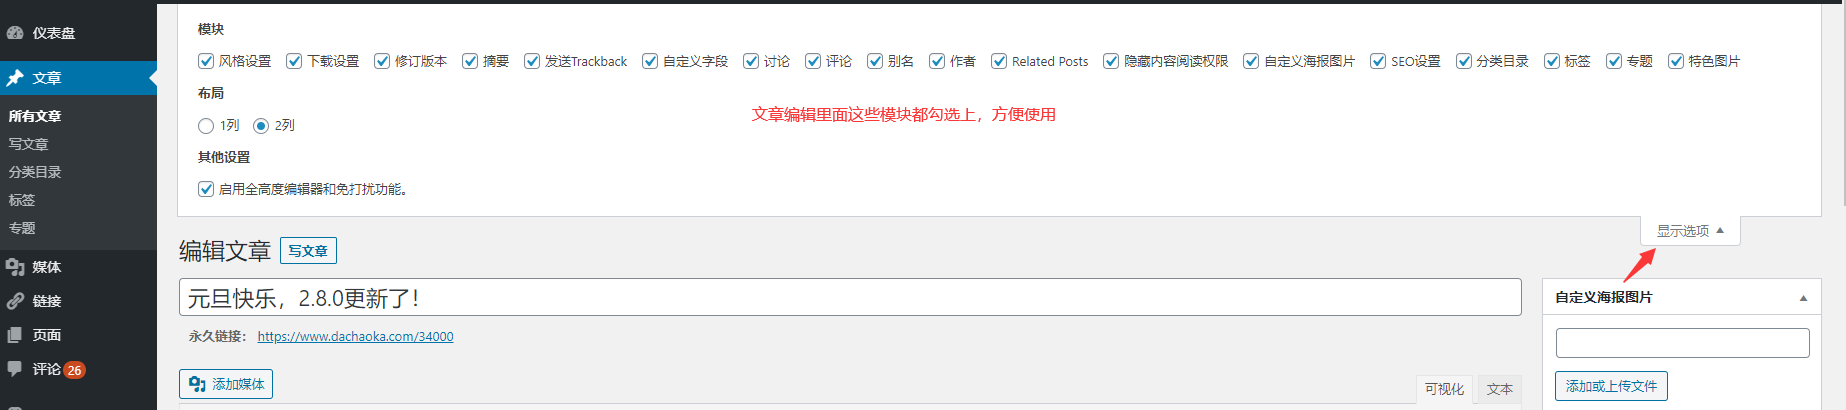 仪表盘
文章
所有文章
写文章
分类目录
标签
专题
媒体
链接
页面
评论 26
模块
风格设置 下载设置 修订版本 摘要 发送Trackback 自定义字段 讨论 评论 别名 作者 Related Posts 隐藏内容阅读权限 自定义海报图片 SEO设置 分类目录 标签 专题 特色图片
布局
1列 2列
文章编辑里面这些模块都勾选上，方便使用
其他设置
启用全高度编辑器和免打扰功能。
显示选项
编辑文章 写文章
元旦快乐，2.8.0更新了！
永久链接： https://www.dachaoka.com/34000
添加媒体
可视化 文本
自定义海报图片
添加或上传文件